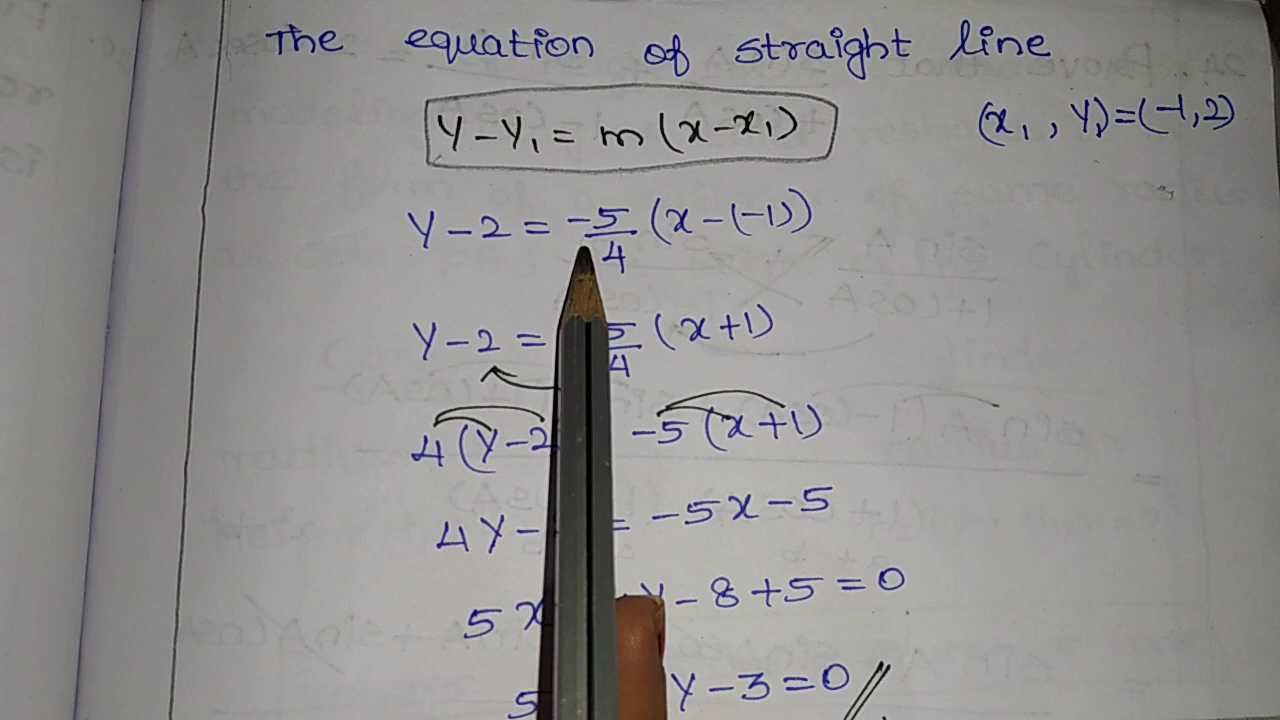 The equation of straight line
y-y₁ = m(x-x₁)
(x₁, y₁)=(-1,2)
y-2 = -5/4 (x-(-1))
y-2 = 5/4 (x+1)
4(y-2 -5(x+1)
4y- = -5x-5
5x y-8+5=0
5 y-3=0